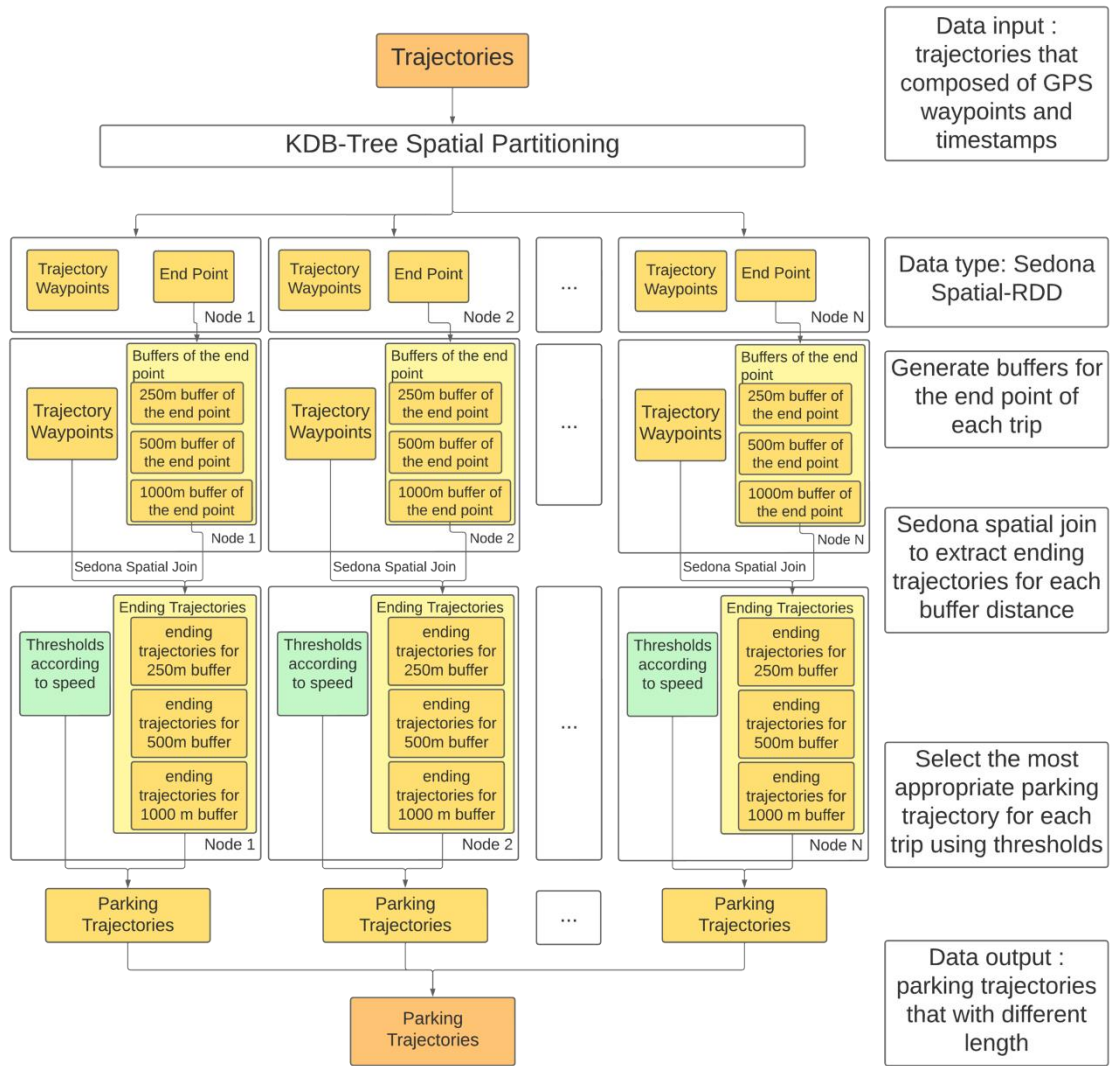 Trajectories
Data input :
trajectories that
composed of GPS
waypoints and
timestamps
KDB-Tree Spatial Partitioning
Trajectory
Waypoints
End Point
Node 1
Trajectory
Waypoints
End Point
Node 2
...
Trajectory
Waypoints
End Point
Node N
Data type: Sedona
Spatial-RDD
Trajectory
Waypoints
Buffers of the end
point
250m buffer of
the end point
500m buffer of
the end point
1000m buffer of
the end point
Node 1
Trajectory
Waypoints
Buffers of the end
point
250m buffer of
the end point
500m buffer of
the end point
1000m buffer of
the end point
Node 2
...
Trajectory
Waypoints
Buffers of the end
point
250m buffer of
the end point
500m buffer of
the end point
1000m buffer of
the end point
Node N
Generate buffers for
the end point of
each trip
Sedona Spatial Join
Sedona Spatial Join
Sedona Spatial Join
Sedona spatial join
to extract ending
trajectories for each
buffer distance
Thresholds
according
to speed
Ending Trajectories
ending
trajectories for
250m buffer
ending
trajectories for
500m buffer
ending
trajectories for
1000 m buffer
Node 1
Thresholds
according
to speed
Ending Trajectories
ending
trajectories for
250m buffer
ending
trajectories for
500m buffer
ending
trajectories for
1000 m buffer
Node 2
...
Thresholds
according
to speed
Ending Trajectories
ending
trajectories for
250m buffer
ending
trajectories for
500m buffer
ending
trajectories for
1000 m buffer
Node N
Select the most
appropriate parking
trajectory for each
trip using thresholds
Parking
Trajectories
Parking
Trajectories
...
Parking
Trajectories
Parking
Trajectories
Data output :
parking trajectories
that with different
length